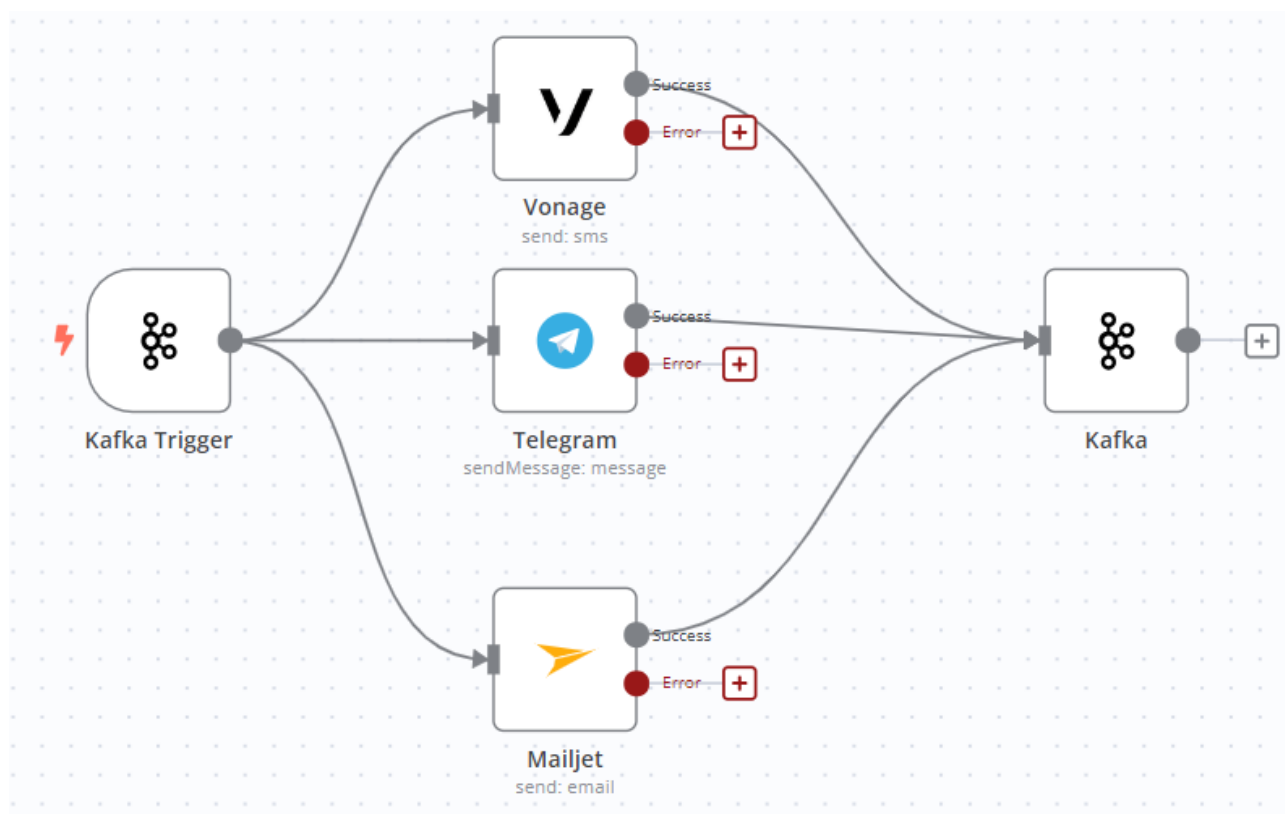 Success
Error
Vonage
send: sms
Kafka Trigger
Success
Error
Telegram
sendMessage: message
Kafka
Success
Error
Mailjet
send: email